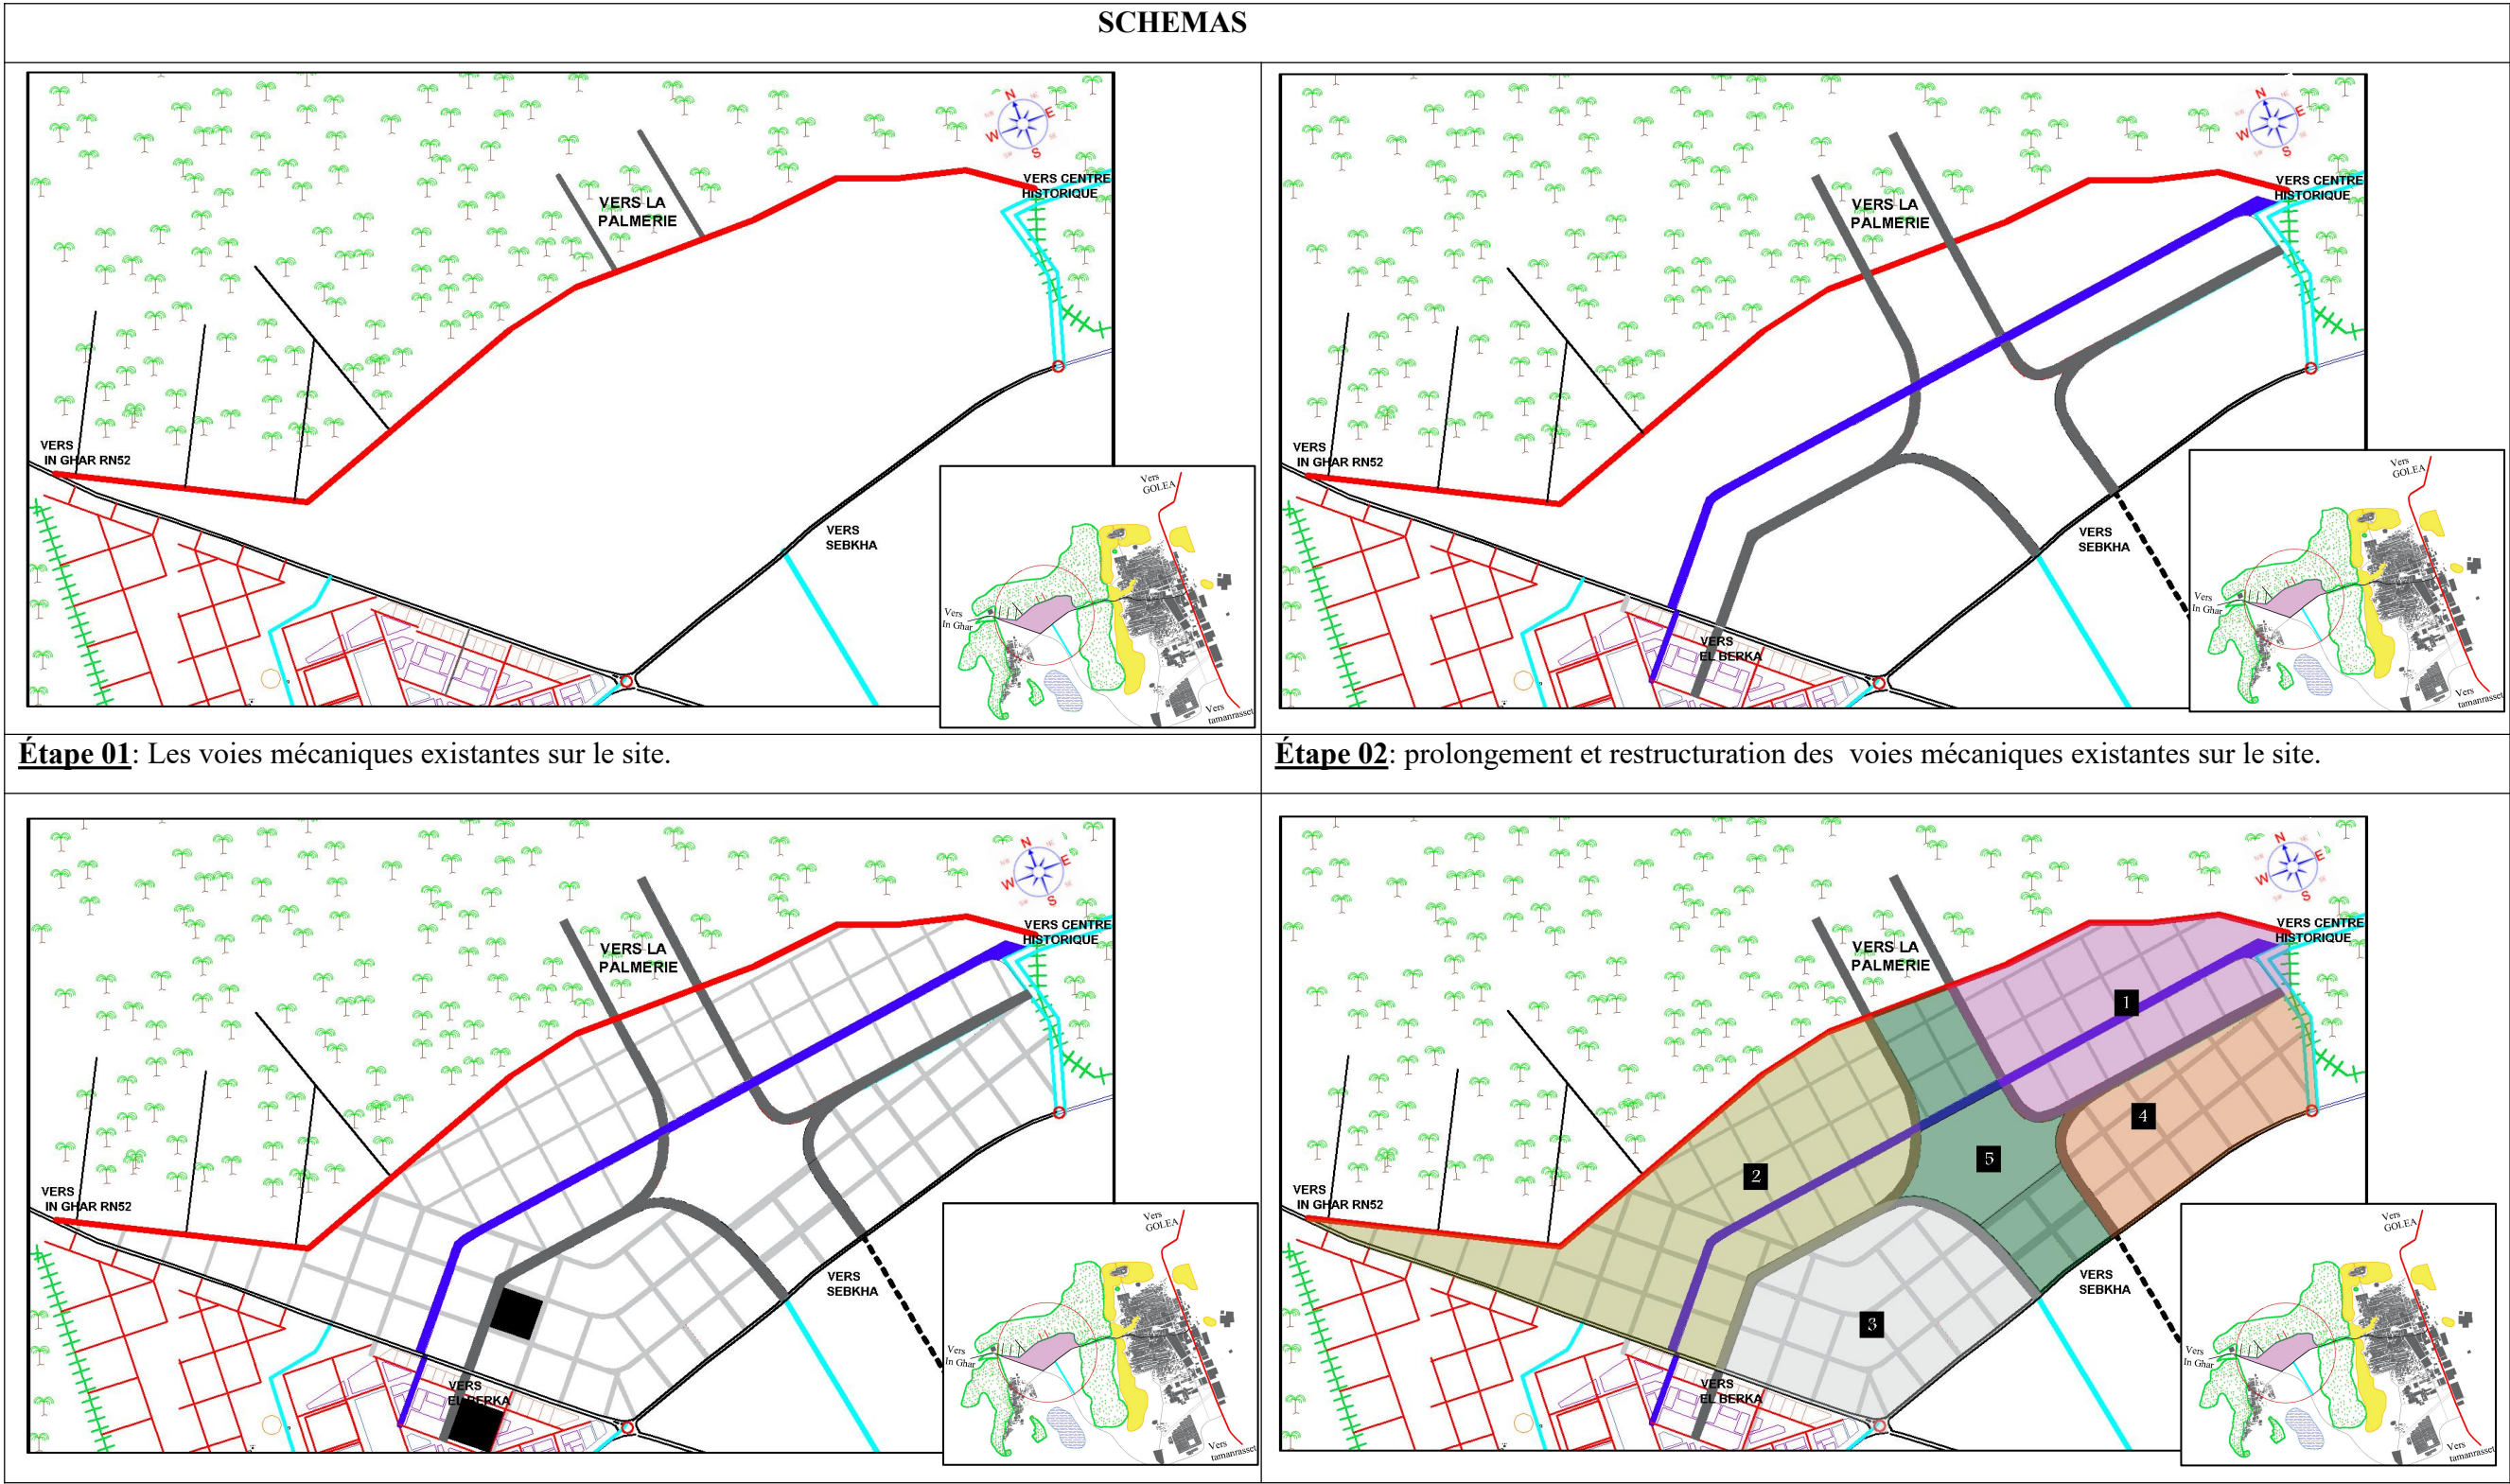 SCHEMAS
N
E
W
S
VERS CENTRE
HISTORIQUE
VERS LA
PALMERIE
VERS
IN GHAR RN52
VERS
SEBKHA
Vers
GOLEA
Vers
In Ghar
Vers
tamanrasset
N
E
W
S
VERS CENTRE
HISTORIQUE
VERS LA
PALMERIE
VERS
IN GHAR RN52
VERS
SEBKHA
VERS
EL BERKA
Vers
GOLEA
Vers
In Ghar
Vers
tamanrasset
Étape 01: Les voies mécaniques existantes sur le site.
Étape 02: prolongement et restructuration des voies mécaniques existantes sur le site.
N
E
W
S
VERS CENTRE
HISTORIQUE
VERS LA
PALMERIE
VERS
IN GHAR RN52
VERS
SEBKHA
VERS
EL BERKA
Vers
GOLEA
Vers
In Ghar
Vers
tamanrasset
N
E
W
S
VERS CENTRE
HISTORIQUE
VERS LA
PALMERIE
1
4
5
2
VERS
IN GHAR RN52
VERS
SEBKHA
3
VERS
EL BERKA
Vers
GOLEA
Vers
In Ghar
Vers
tamanrasset